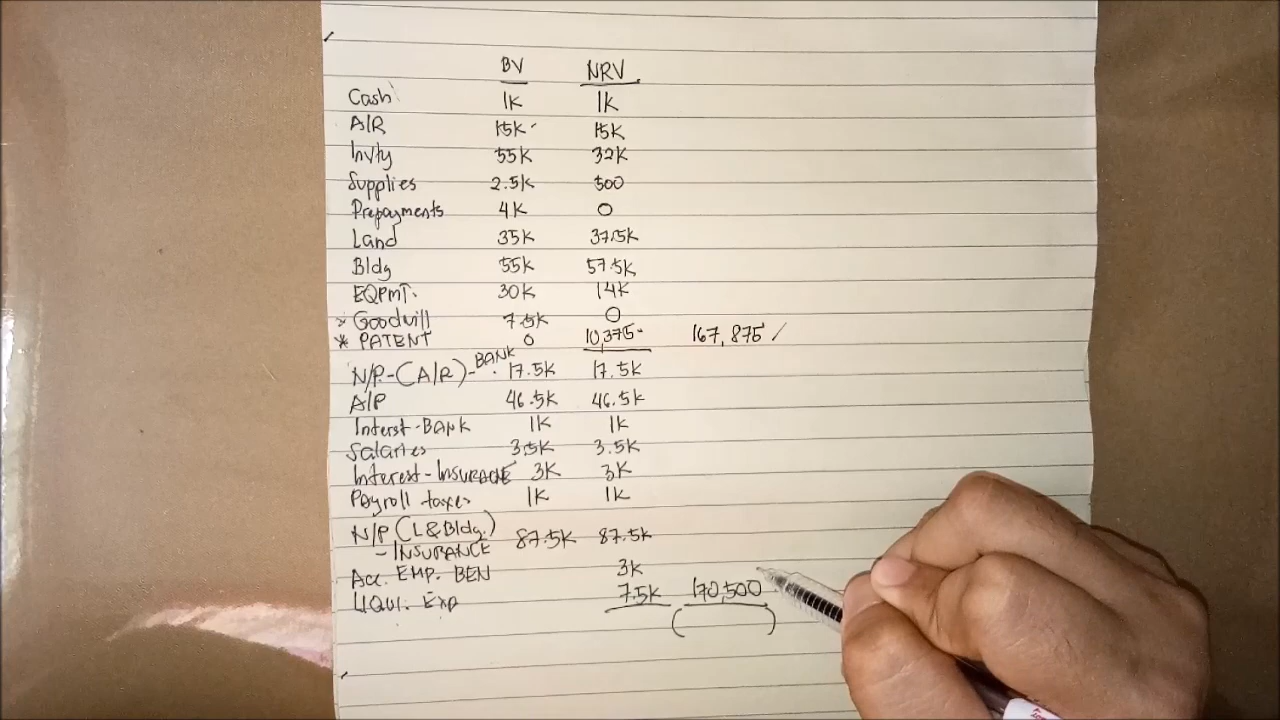 BV NRV
Cash 1K 1K
A/R 15K 15K
Invty 55K 32K
Supplies 2.5K 500
Prepayments 4K 0
Land 35K 37.5K
Bldg 55K 57.5K
EQPMT. 30K 14K
* Goodwill 7.5K 0
* PATENT 0 10,375 167,875 /
N/P-(A/R)-BANK 17.5K 17.5K
A/P 46.5K 46.5K
Interst-BANK 1K 1K
Salaries 3.5K 3.5K
Interest-INSURANCE 3K 3K
Payroll taxes 1K 1K
N/P (L&Bldg.) 87.5K 87.5K
- INSURANCE
Acc. EMP. BEN 3K
LIQUI. EXP 7.5K 170,500
( )